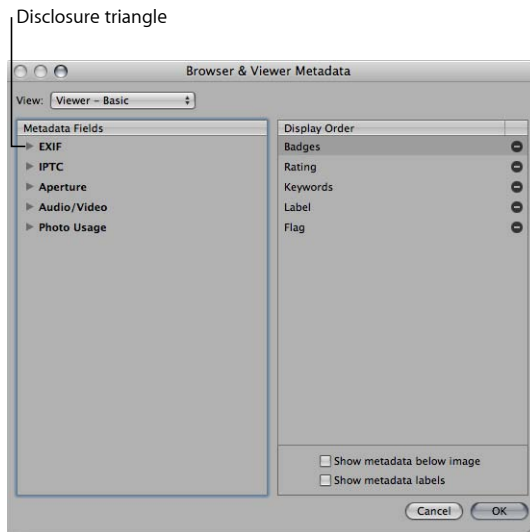 Disclosure triangle
Browser & Viewer Metadata
View: Viewer – Basic
Metadata Fields
EXIF
IPTC
Aperture
Audio/Video
Photo Usage
Display Order
Badges
Rating
Keywords
Label
Flag
Show metadata below image
Show metadata labels
Cancel OK